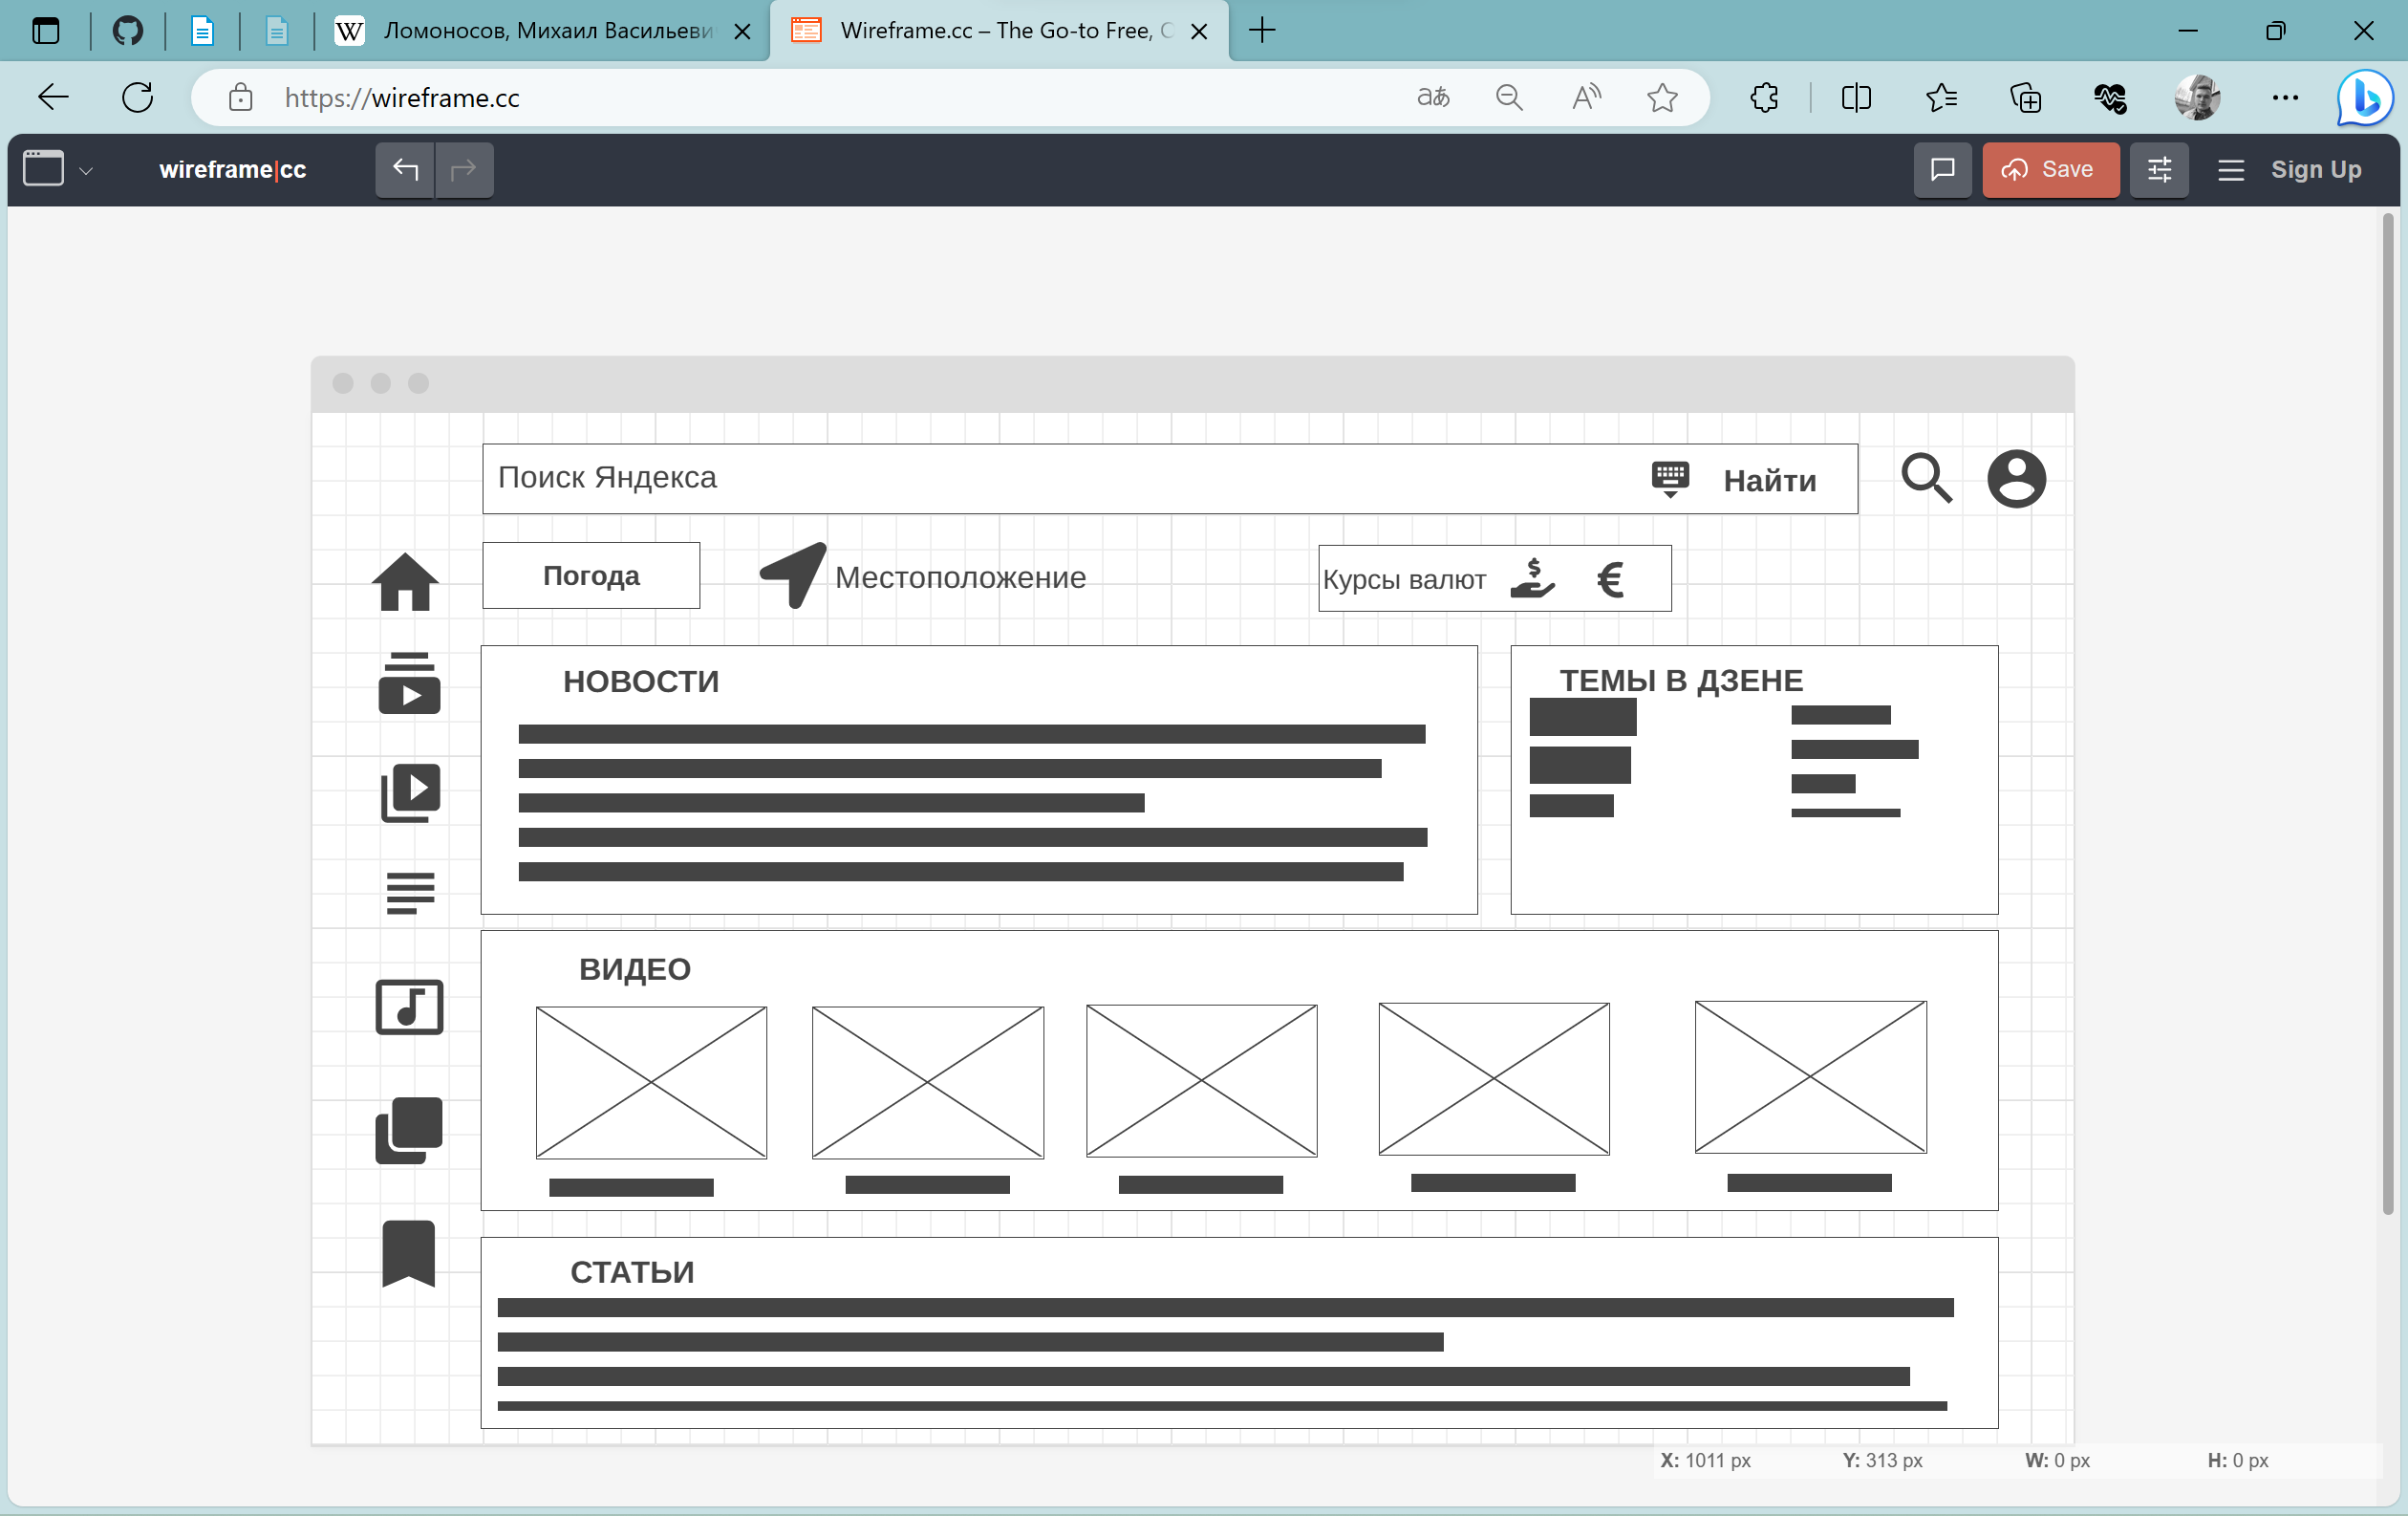 Ломоносов, Михаил Васильеви
Wireframe.cc – The Go-to Free, C
https://wireframe.cc
wireframe|cc
Save
Sign Up
Поиск Яндекса
Найти
Погода
Местоположение
Курсы валют
НОВОСТИ
ТЕМЫ В ДЗЕНЕ
ВИДЕО
СТАТЬИ
X: 1011 px Y: 313 px W: 0 px H: 0 px